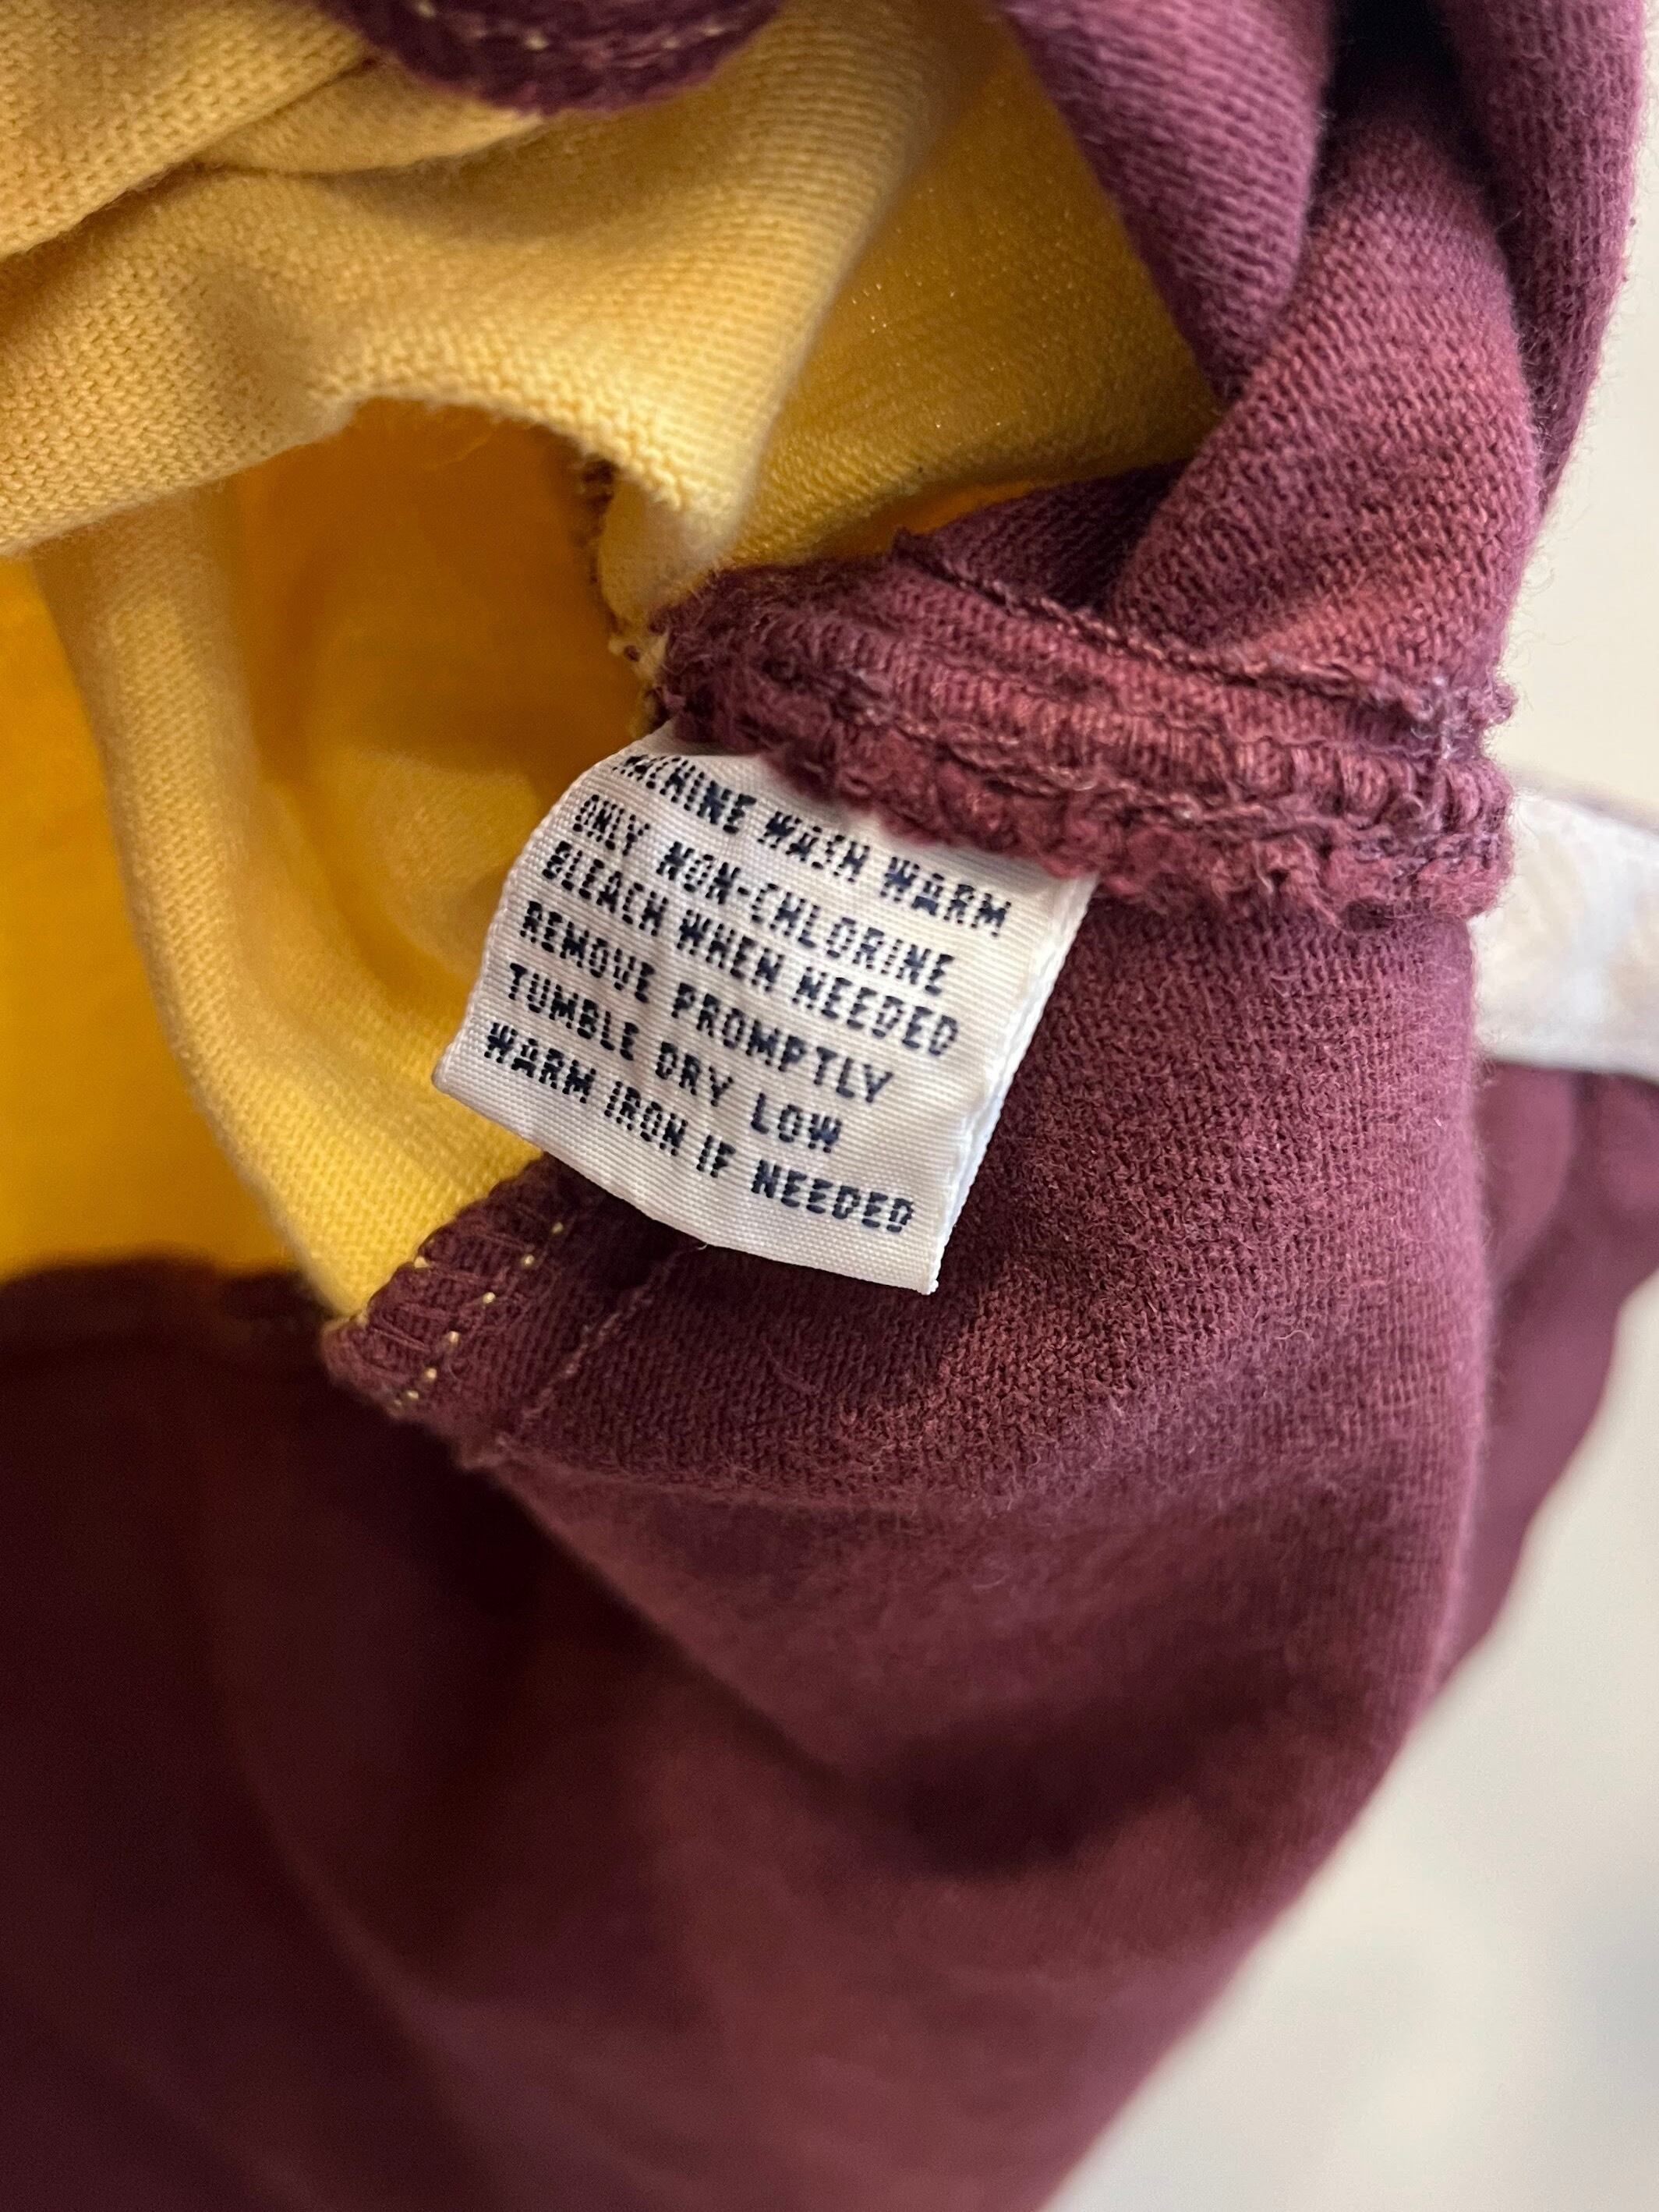 MACHINE WASH WARM
ONLY NON-CHLORINE
BLEACH WHEN NEEDED
REMOVE PROMPTLY
TUMBLE DRY LOW
WARM IRON IF NEEDED